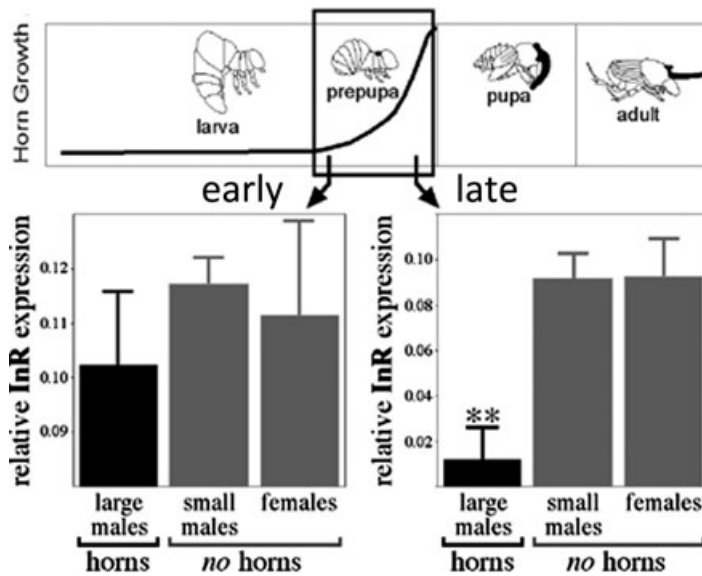 Horn Growth
larva
prepupa
pupa
adult
early
late
relative InR expression
0.12
0.11
0.10
0.09
large males
small males
females
horns
no horns
relative InR expression
0.10
0.08
0.06
0.04
0.02
**
large males
small males
females
horns
no horns